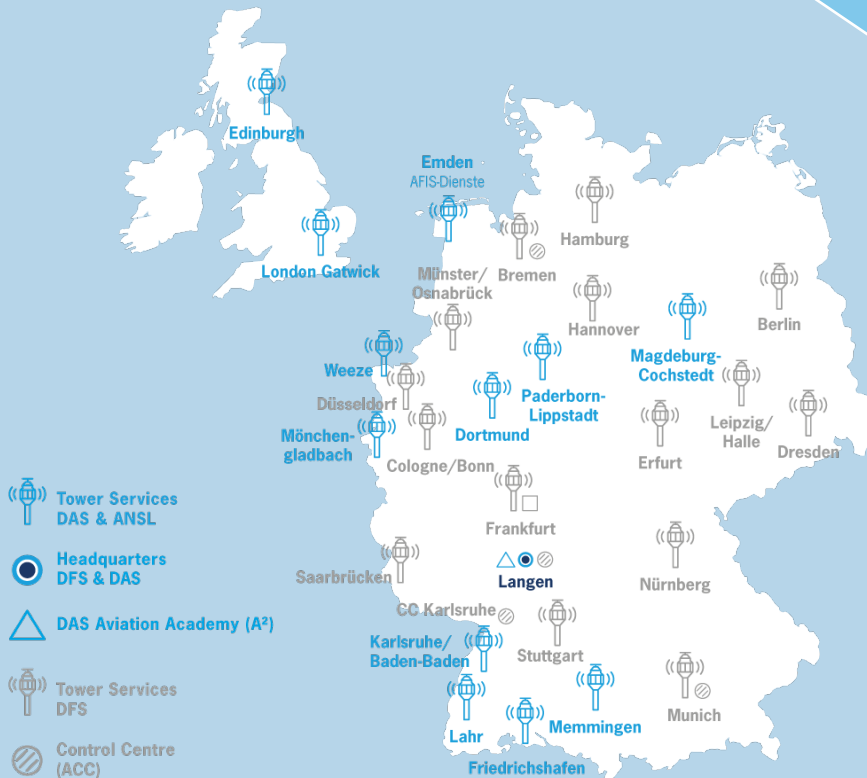 Edinburgh
London Gatwick
Emden
AFIS-Dienste
Hamburg
Bremen
Münster/
Osnabrück
Hannover
Berlin
Magdeburg-
Cochstedt
Weeze
Düsseldorf
Paderborn-
Lippstadt
Dortmund
Leipzig/
Halle
Dresden
Erfurt
Mönchen-
gladbach
Cologne/Bonn
Frankfurt
Langen
Saarbrücken
Nürnberg
CC Karlsruhe
Karlsruhe/
Baden-Baden
Stuttgart
Munich
Lahr
Memmingen
Friedrichshafen
Tower Services
DAS & ANSL
Headquarters
DFS & DAS
DAS Aviation Academy (A²)
Tower Services
DFS
Control Centre
(ACC)